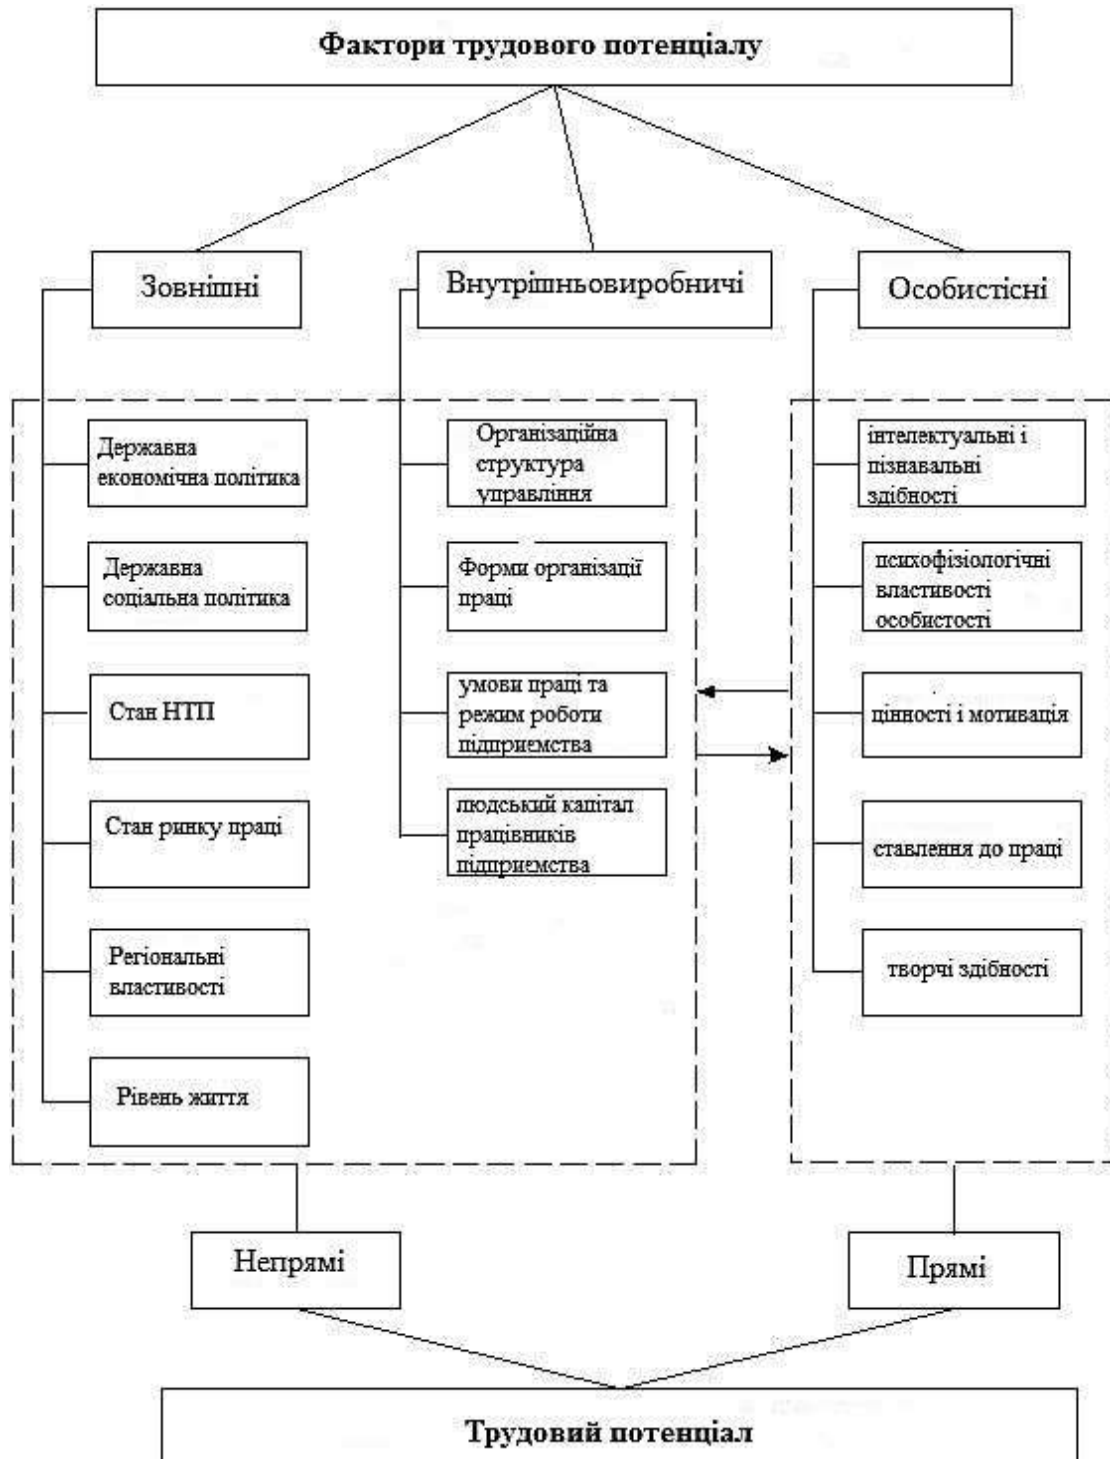 Фактори трудового потенціалу
Зовнішні
Внутрішньовиробничі
Особистісні
Державна
економічна політика
Державна
соціальна політика
Стан НТП
Стан ринку праці
Регіональні
властивості
Рівень життя
Організаційна
структура
управління
Форми організації
праці
умови праці та
режим роботи
підприємства
людський капітал
працівників
підприємства
інтелектуальні і
пізнавальні
здібності
психофізіологічні
властивості
особистості
цінності і мотивація
ставлення до праці
творчі здібності
Непрямі
Прямі
Трудовий потенціал